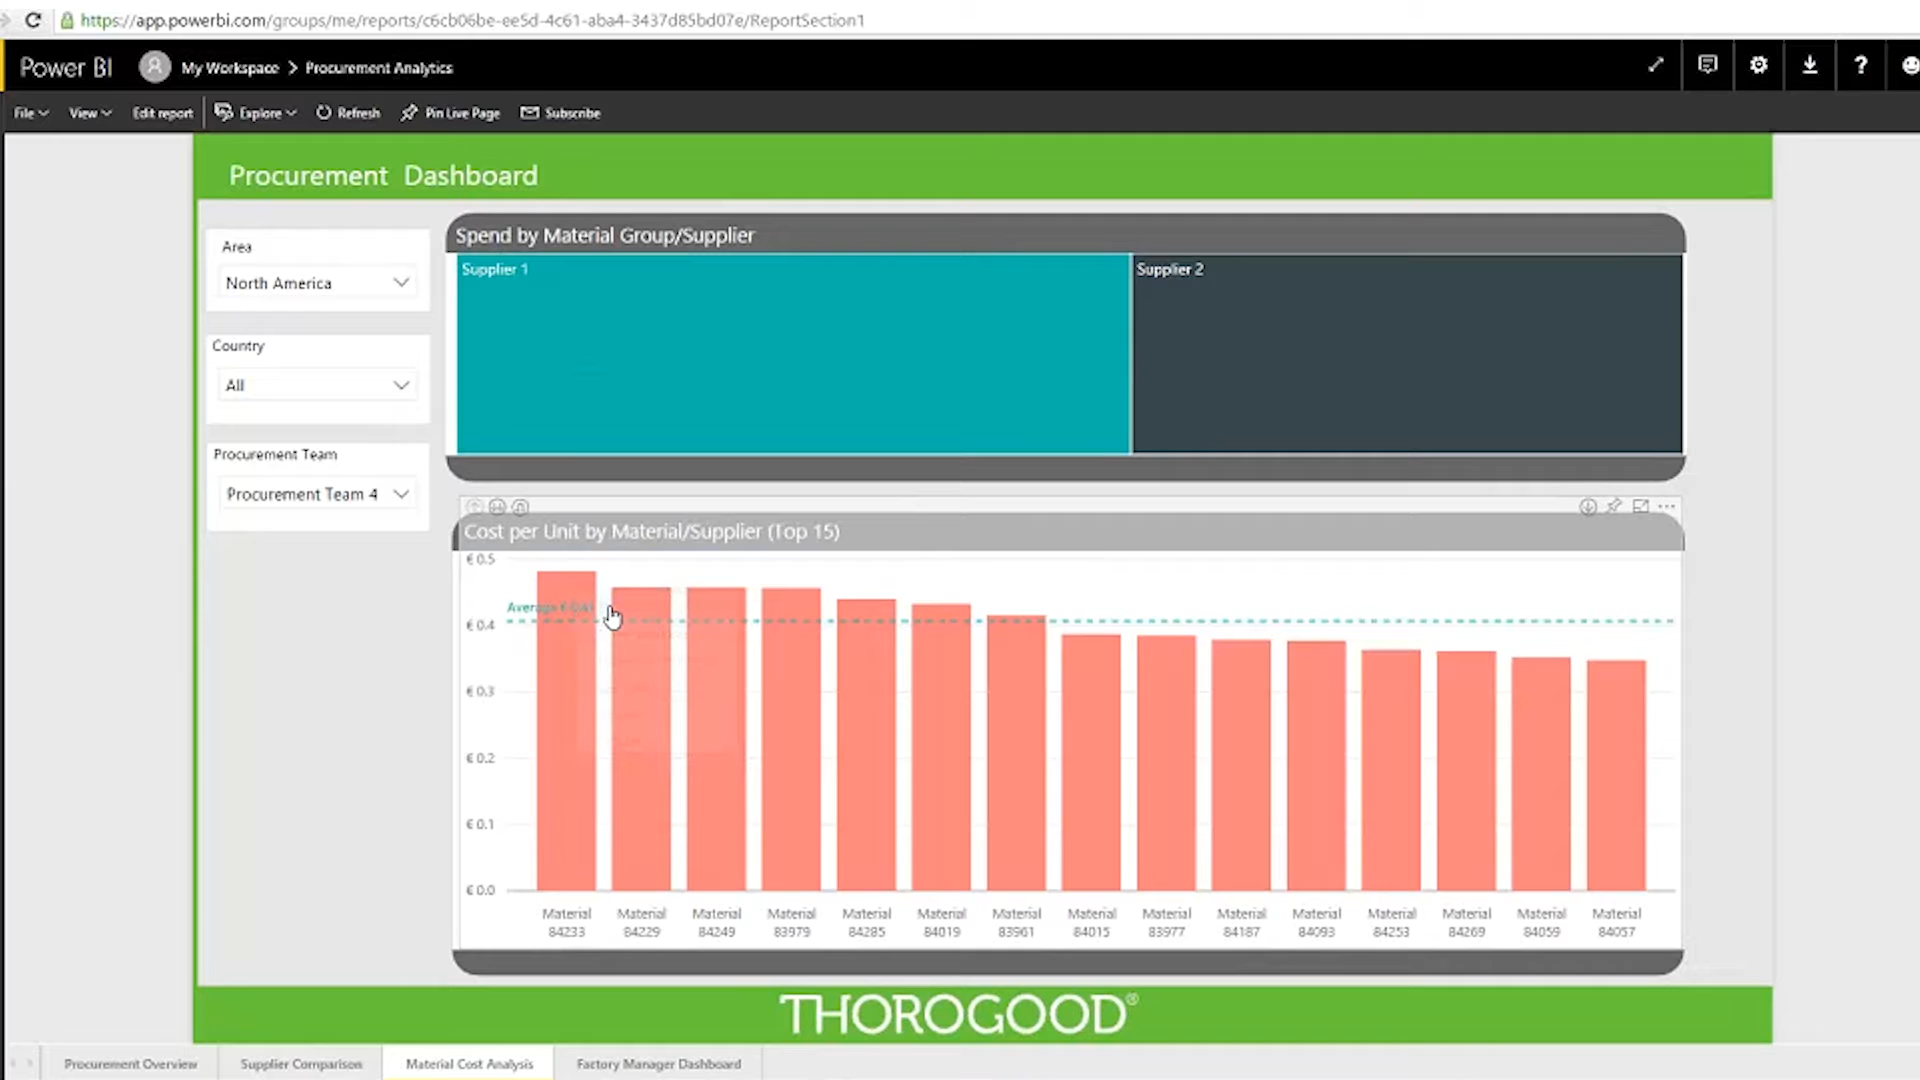 https://app.powerbi.com/groups/me/reports/c6cb06be-ee5d-4c61-aba4-3437d85bd07e/ReportSection1
Power BI My Workspace > Procurement Analytics ?
File View Edit report Explore Refresh Pin Live Page Subscribe
Procurement Dashboard
Area
North America
Country
All
Procurement Team
Procurement Team 4
Spend by Material Group/Supplier
Supplier 1 Supplier 2
Cost per Unit by Material/Supplier (Top 15)
€ 0.5
Average
€ 0.4
€ 0.3
€ 0.2
€ 0.1
€ 0.0
Material Material Material Material Material Material Material Material Material Material Material Material Material Material Material
84233 84229 84249 83979 84285 84019 83961 84015 83977 84187 84093 84253 84269 84059 84057
THOROGOOD®
Procurement Overview Supplier Comparison Material Cost Analysis Factory Manager Dashboard